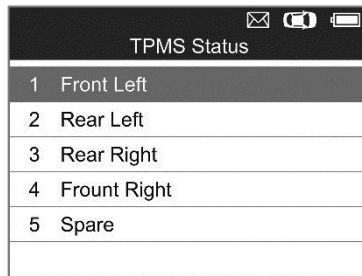 TPMS Status
1 Front Left
2 Rear Left
3 Rear Right
4 Frount Right
5 Spare